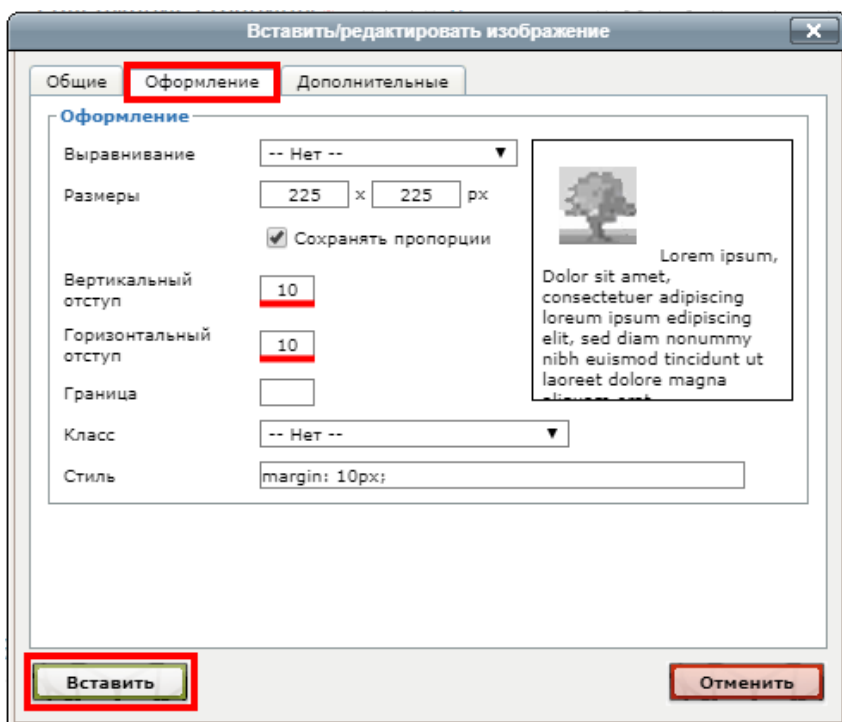 Вставить/редактировать изображение
Общие Оформление Дополнительные
Оформление
Выравнивание -- Нет --
Размеры 225 x 225 px
Сохранять пропорции
Вертикальный
отступ 10
Горизонтальный
отступ 10
Граница
Класс -- Нет --
Стиль margin: 10px;
Lorem ipsum,
Dolor sit amet,
consectetuer adipiscing
loreum ipsum edipiscing
elit, sed diam nonummy
nibh euismod tincidunt ut
laoreet dolore magna
Вставить Отменить